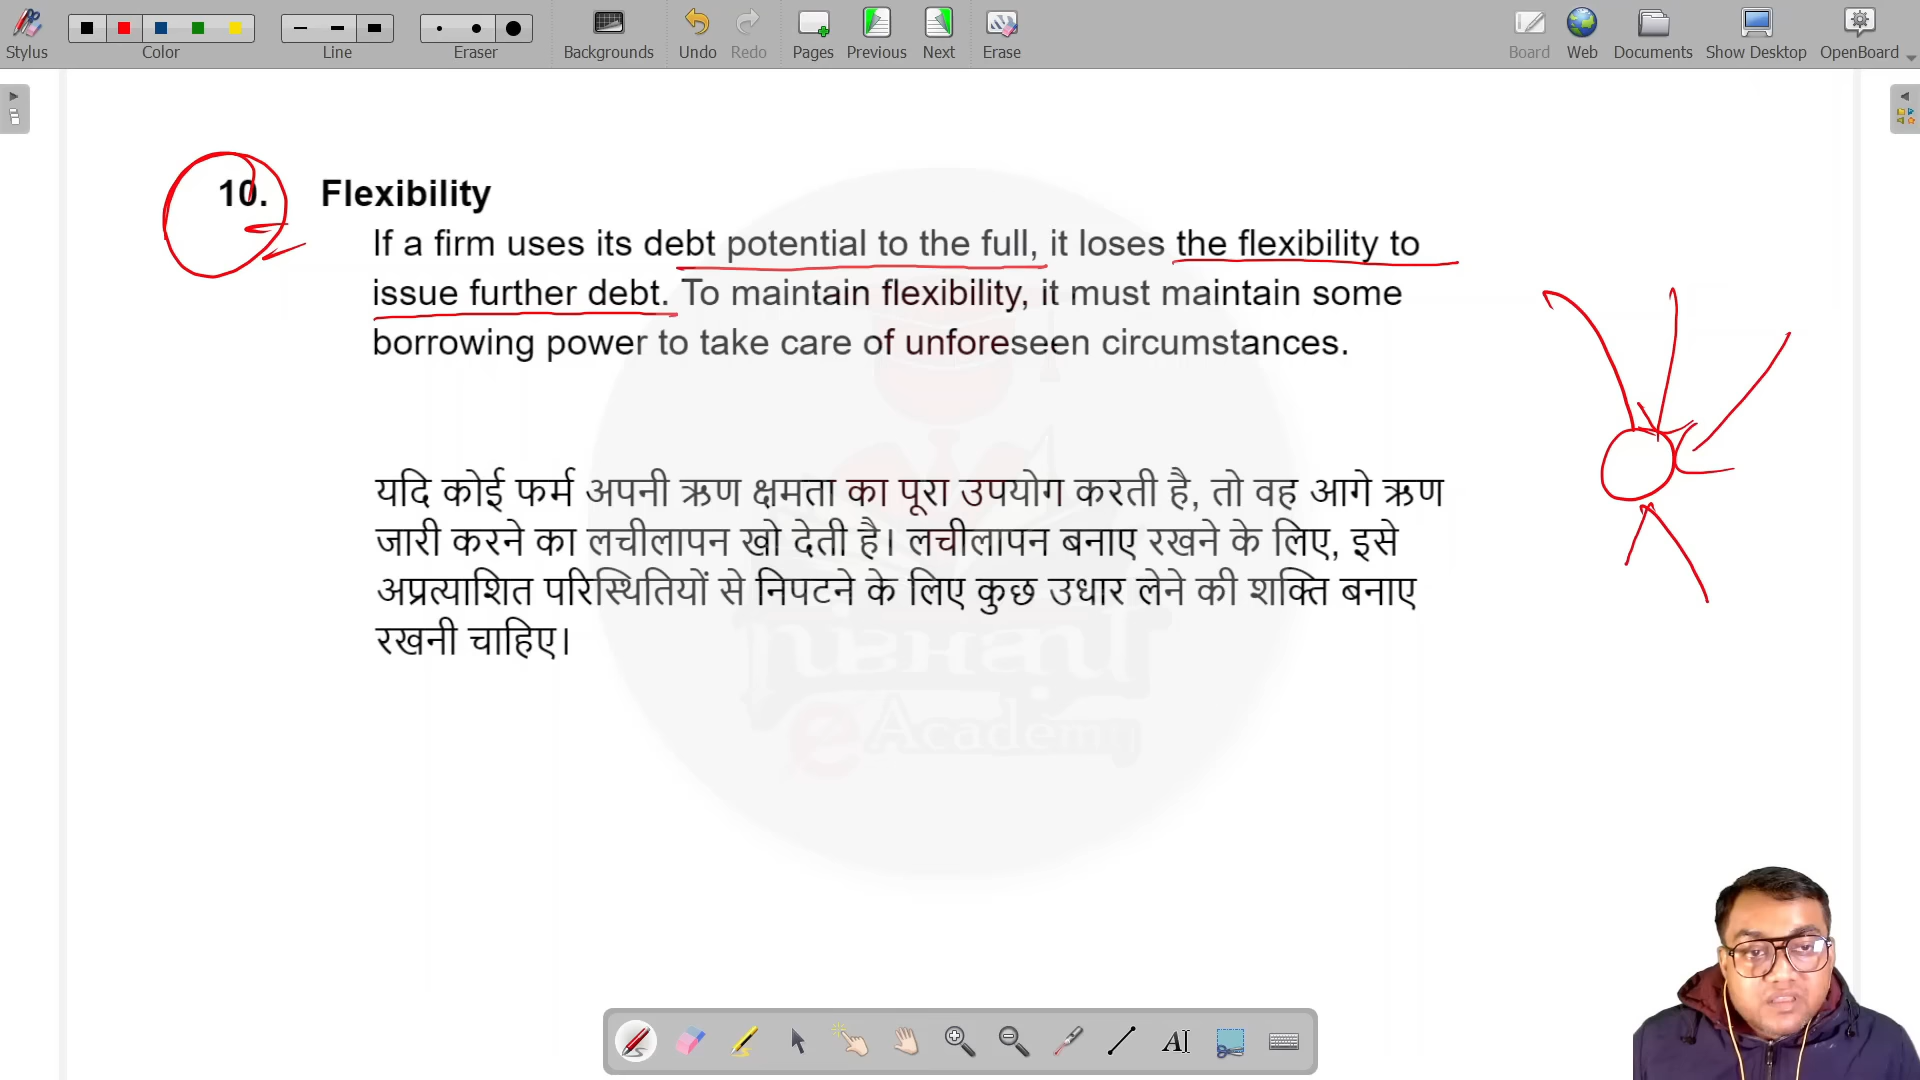 Stylus
Color
Line
Eraser
Backgrounds
Undo
Redo
Pages
Previous
Next
Erase
Board
Web
Documents
Show Desktop
OpenBoard
10. Flexibility
If a firm uses its debt potential to the full, it loses the flexibility to
issue further debt. To maintain flexibility, it must maintain some
borrowing power to take care of unforeseen circumstances.
यदि कोई फर्म अपनी ऋण क्षमता का पूरा उपयोग करती है, तो वह आगे ऋण
जारी करने का लचीलापन खो देती है। लचीलापन बनाए रखने के लिए, इसे
अप्रत्याशित परिस्थितियों से निपटने के लिए कुछ उधार लेने की शक्ति बनाए
रखनी चाहिए।
eAcademy